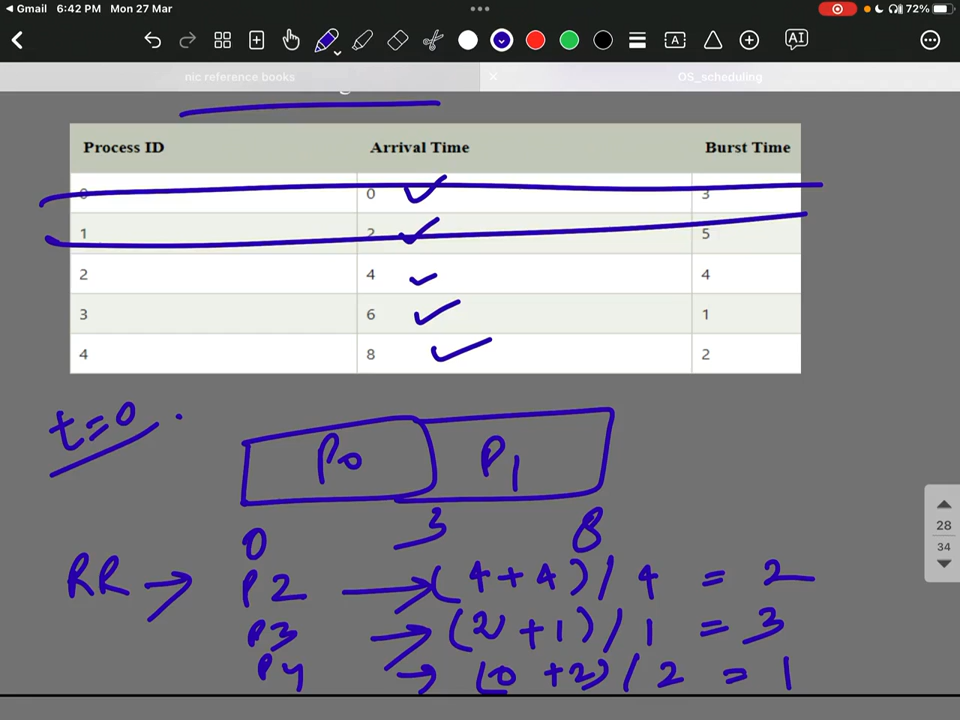 Gmail 6:42 PM Mon 27 Mar 72%
AI
nic reference books OS_scheduling
Process ID Arrival Time Burst Time
0 0 3
1 2 5
2 4 4
3 6 1
4 8 2
t=0
P0 P1
0 3 8
RR → P2 → (4+4)/4 = 2
P3 → (2+1)/1 = 3
P4 → (0+2)/2 = 1
28
34